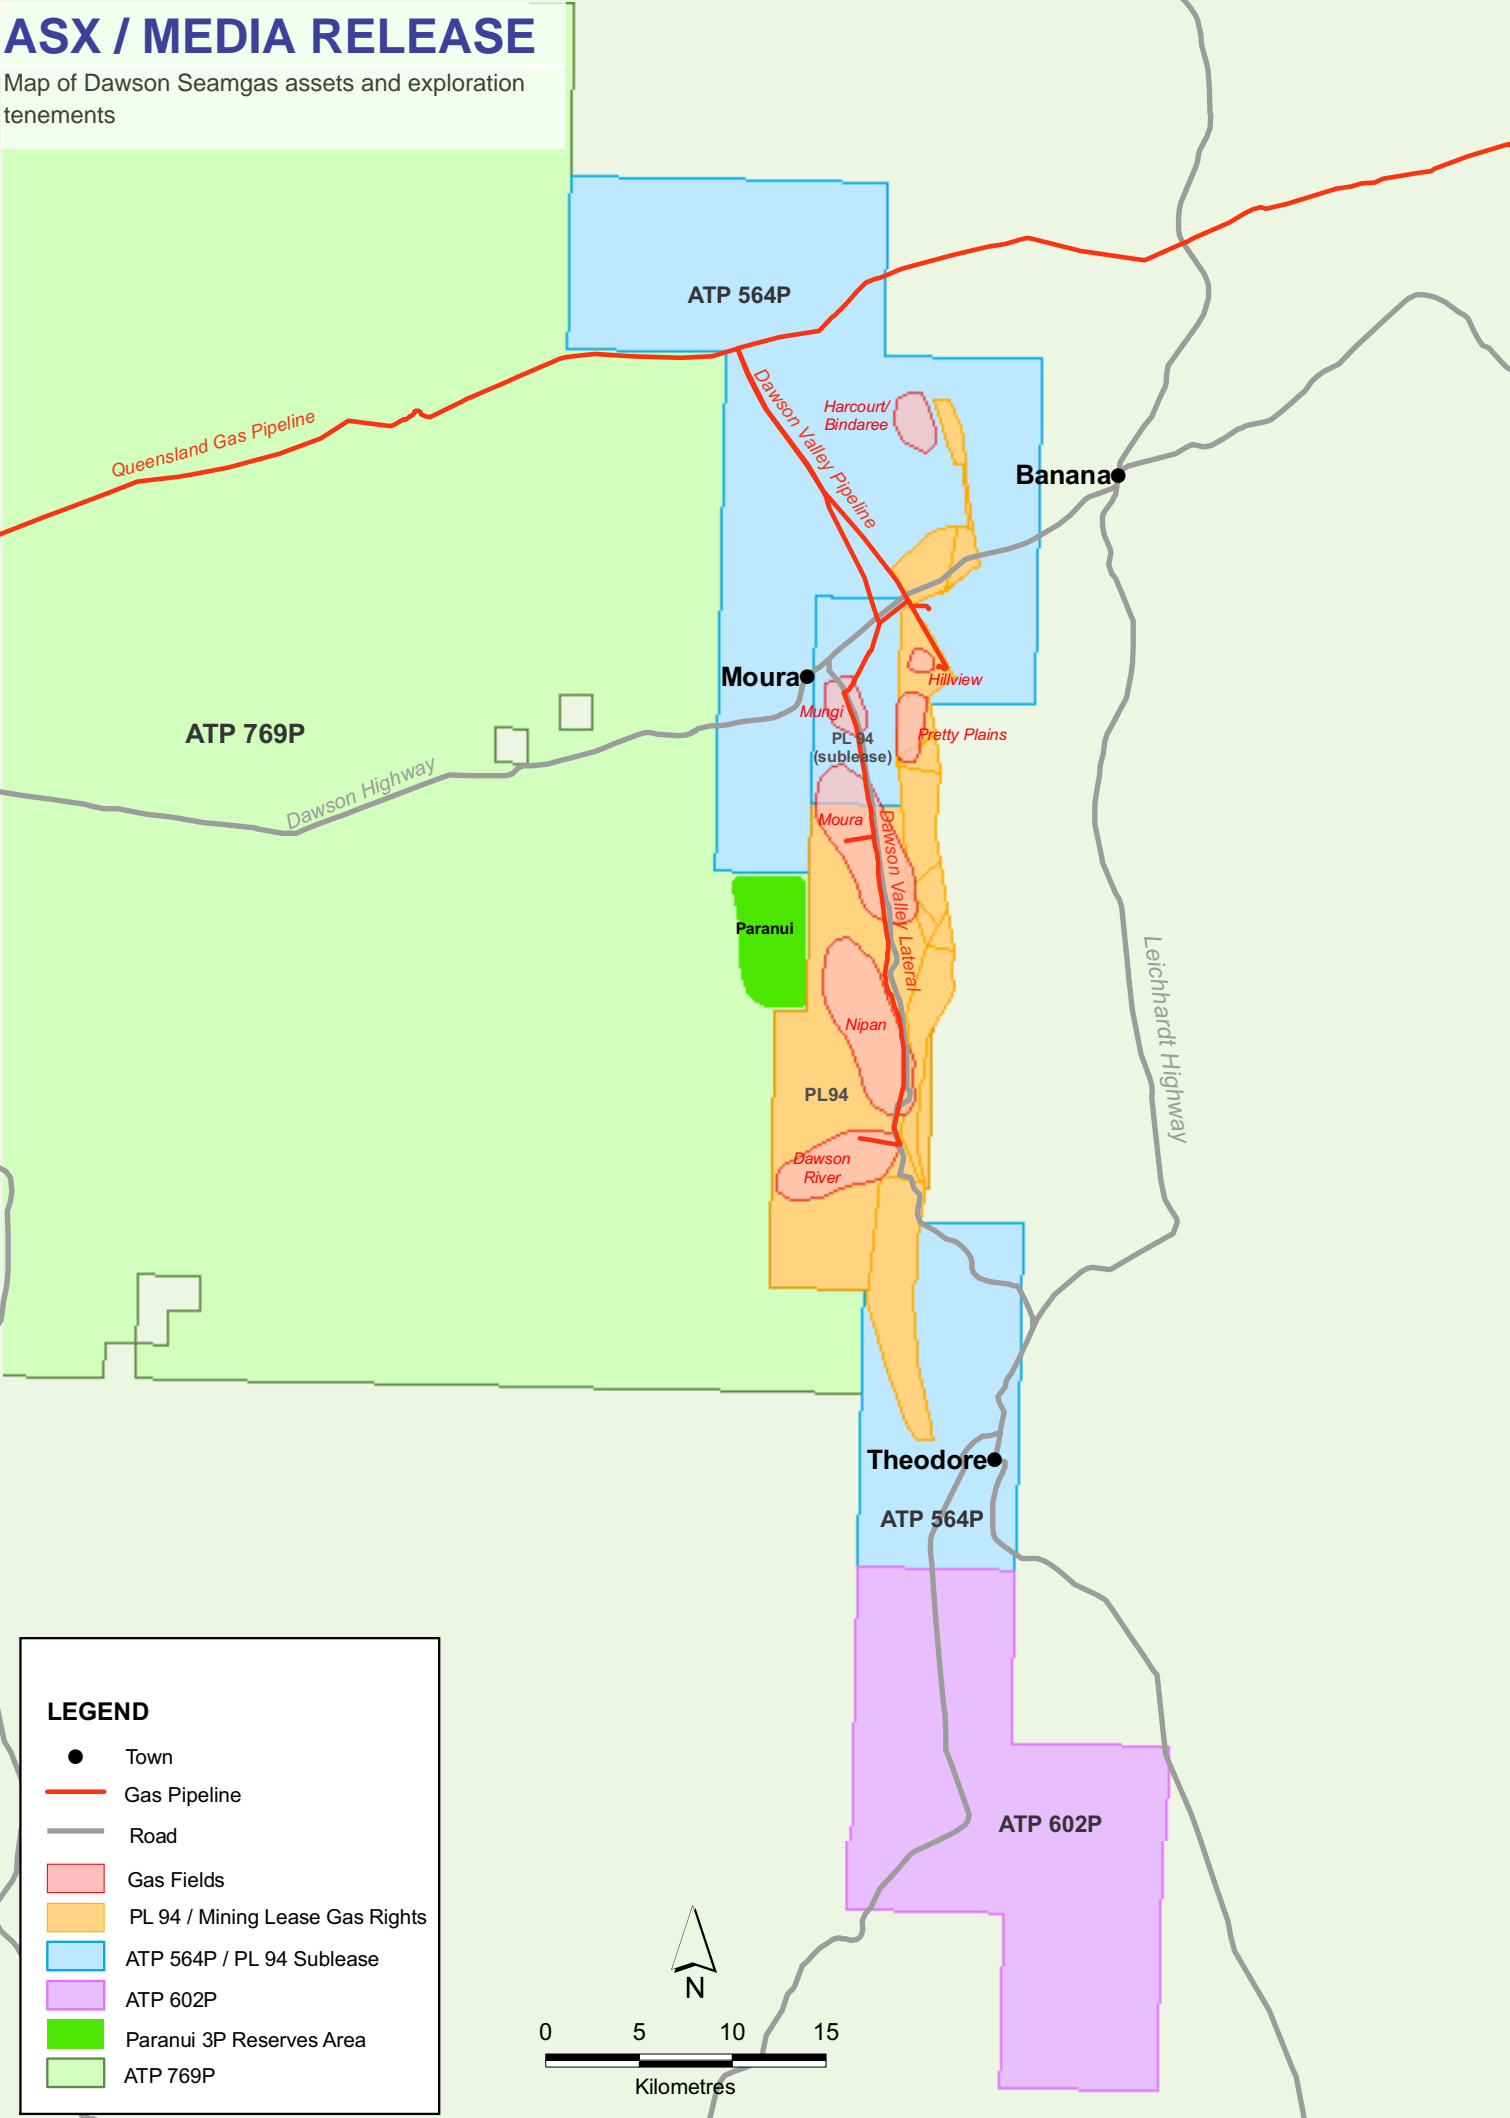 ASX / MEDIA RELEASE
Map of Dawson Seamgas assets and exploration
tenements
ATP 564P
Queensland Gas Pipeline
Dawson Valley Pipeline
Harcourt/
Bindaree
Banana
Moura
Hillview
Mungi
Pretty Plains
PL 94
(sublease)
ATP 769P
Dawson Highway
Moura
Dawson Valley Lateral
Paranui
Leichhardt Highway
Nipan
PL94
Dawson
River
Theodore
ATP 564P
ATP 602P
LEGEND
Town
Gas Pipeline
Road
Gas Fields
PL 94 / Mining Lease Gas Rights
ATP 564P / PL 94 Sublease
ATP 602P
Paranui 3P Reserves Area
ATP 769P
N
0 5 10 15
Kilometres